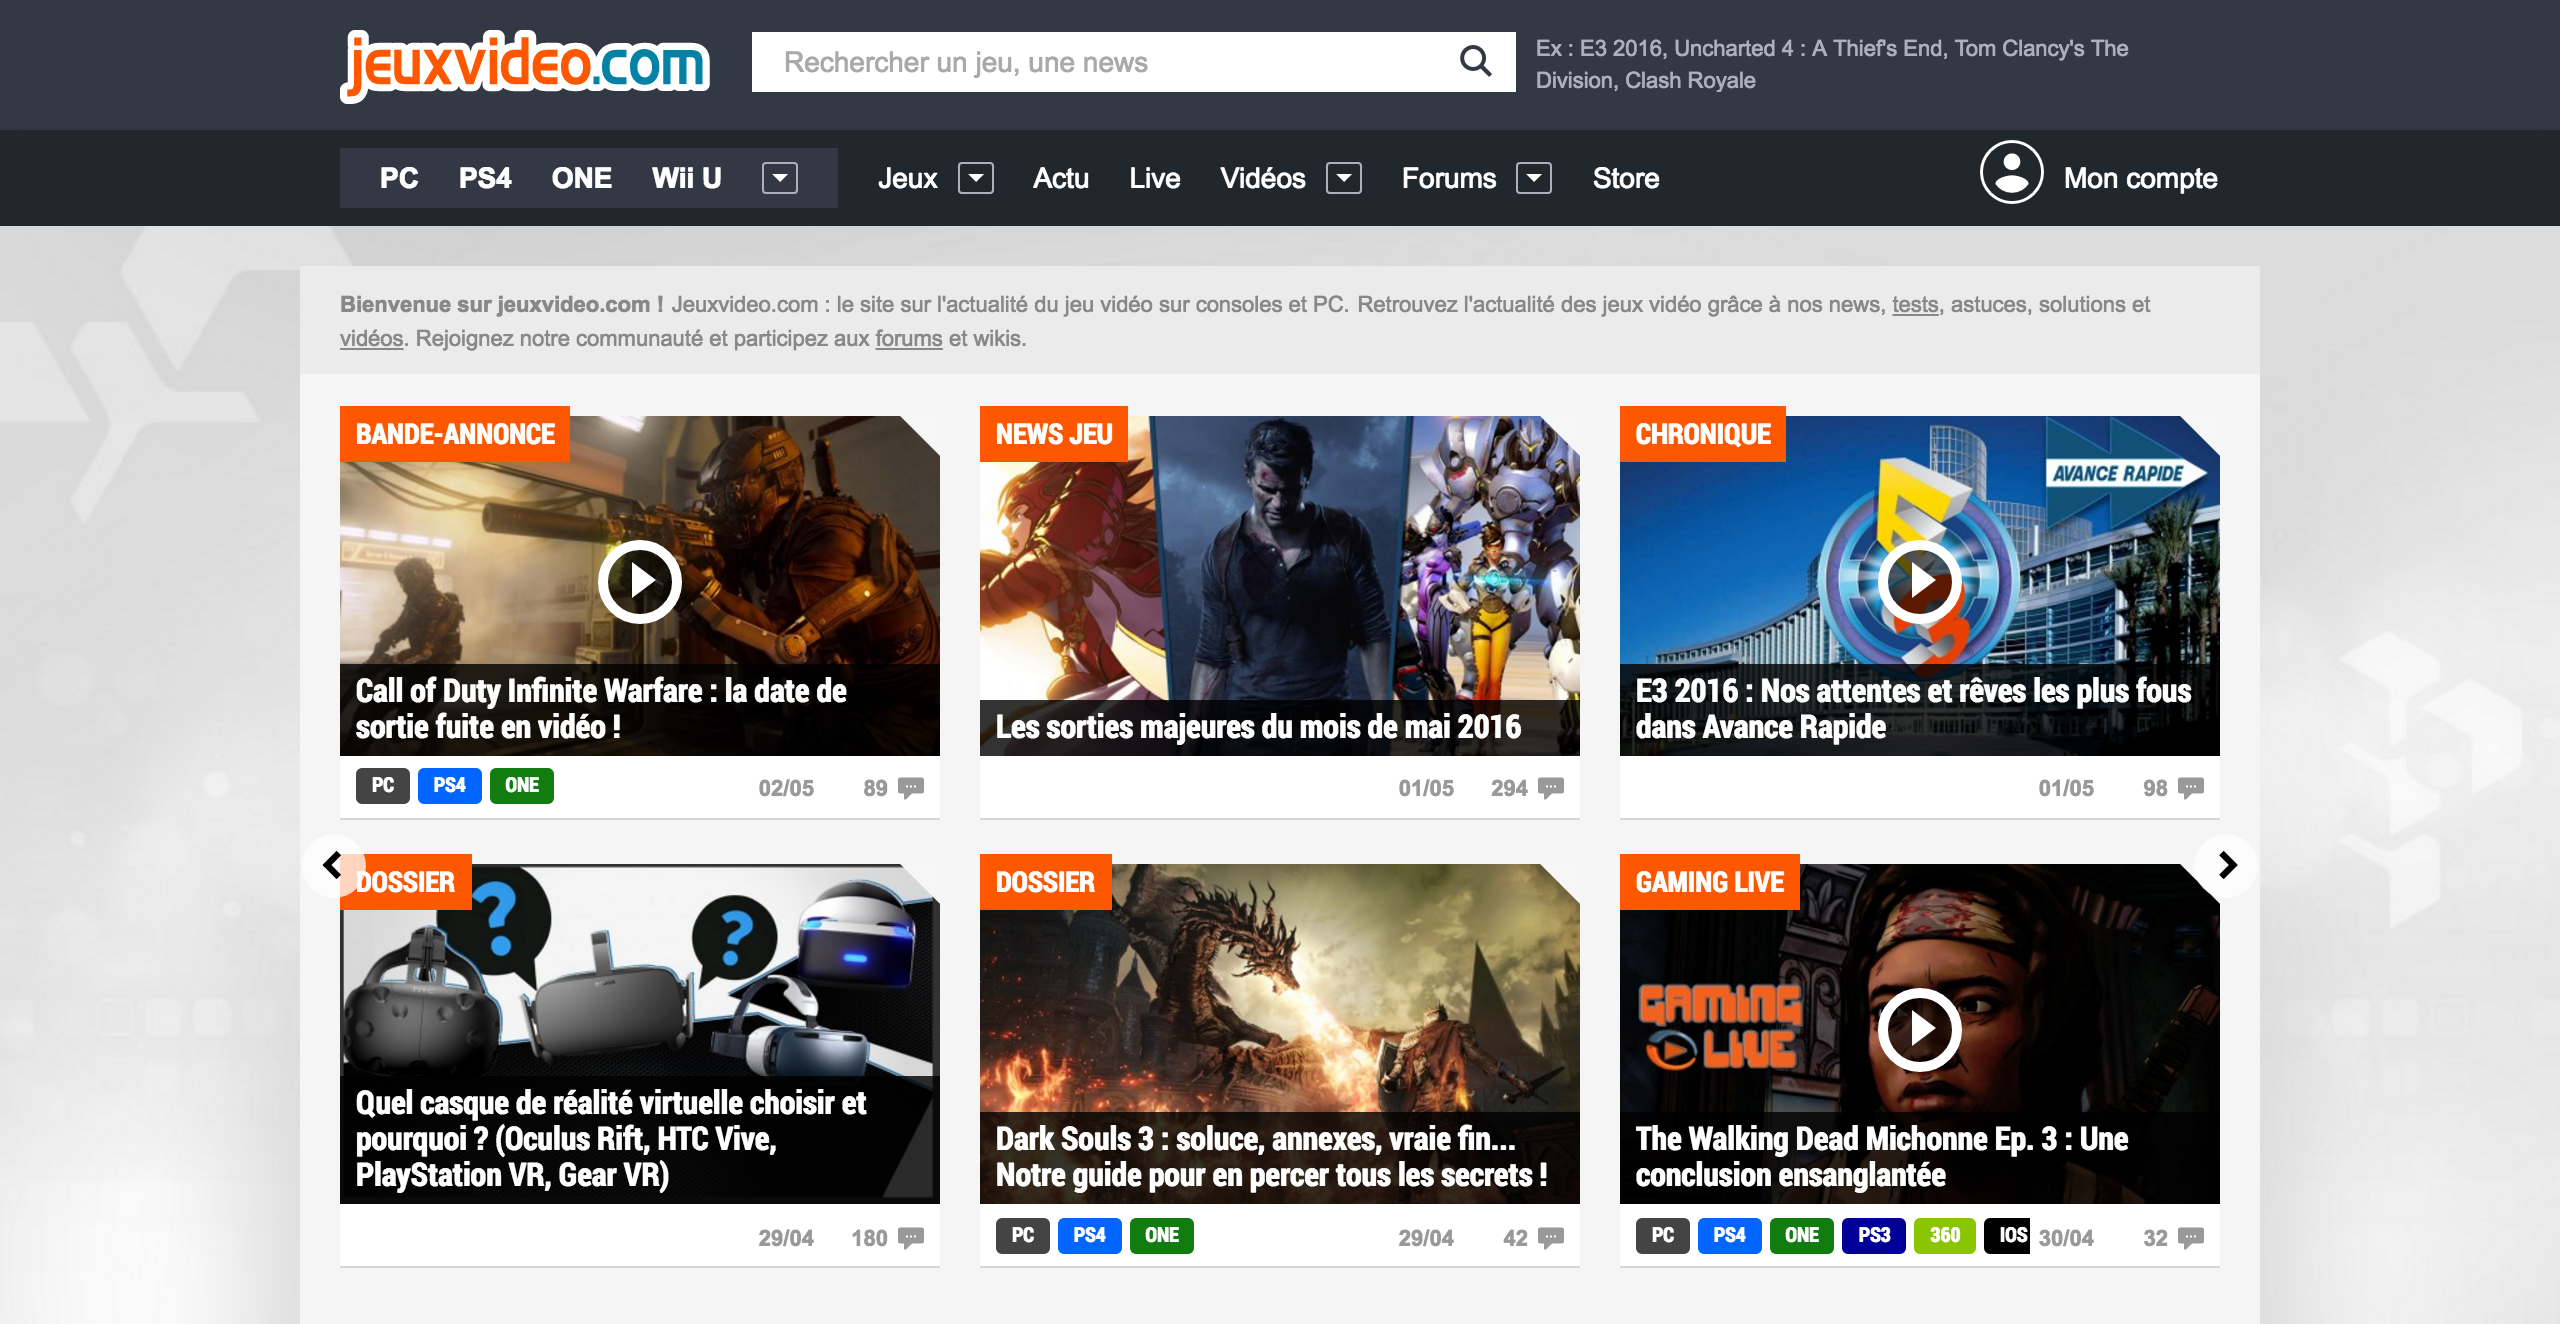 jeuxvideo.com
Rechercher un jeu, une news
Ex : E3 2016, Uncharted 4 : A Thief's End, Tom Clancy's The
Division, Clash Royale
PC PS4 ONE Wii U Jeux Actu Live Vidéos Forums Store Mon compte
Bienvenue sur jeuxvideo.com ! Jeuxvideo.com : le site sur l'actualité du jeu vidéo sur consoles et PC. Retrouvez l'actualité des jeux vidéo grâce à nos news, tests, astuces, solutions et
vidéos. Rejoignez notre communauté et participez aux forums et wikis.
BANDE-ANNONCE
Call of Duty Infinite Warfare : la date de
sortie fuite en vidéo !
PC PS4 ONE 02/05 89
NEWS JEU
Les sorties majeures du mois de mai 2016
01/05 294
CHRONIQUE
AVANCE RAPIDE
E3
E3 2016 : Nos attentes et rêves les plus fous
dans Avance Rapide
01/05 98
DOSSIER
? ?
Quel casque de réalité virtuelle choisir et
pourquoi ? (Oculus Rift, HTC Vive,
PlayStation VR, Gear VR)
29/04 180
DOSSIER
Dark Souls 3 : soluce, annexes, vraie fin...
Notre guide pour en percer tous les secrets !
PC PS4 ONE 29/04 42
GAMING LIVE
GAMING
LIVE
The Walking Dead Michonne Ep. 3 : Une
conclusion ensanglantée
PC PS4 ONE PS3 360 IOS 30/04 32